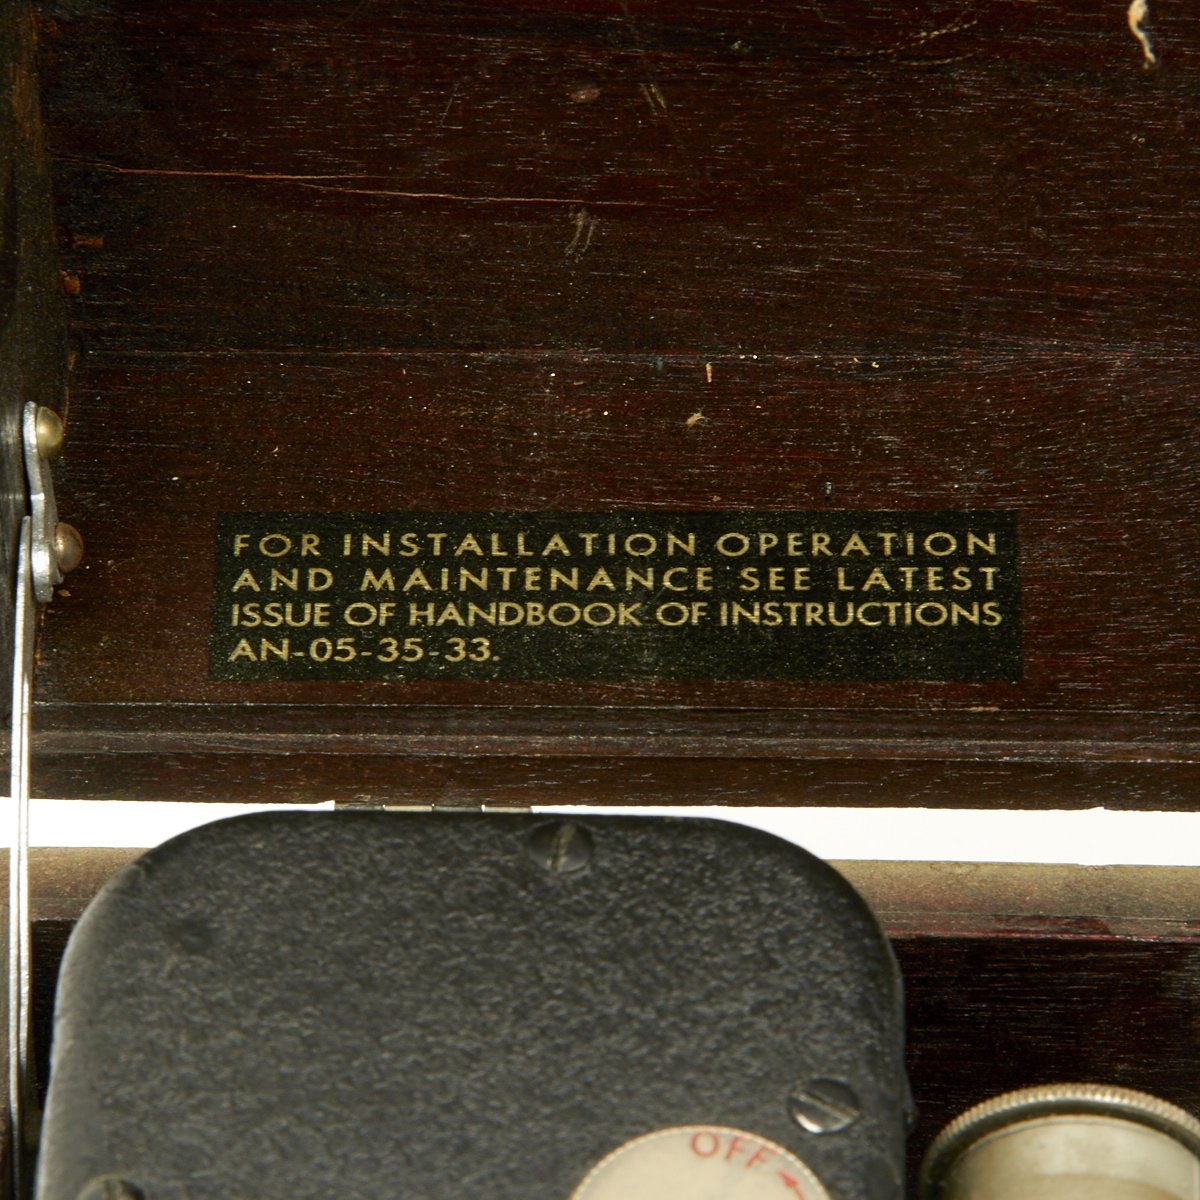 FOR INSTALLATION OPERATION
AND MAINTENANCE SEE LATEST
ISSUE OF HANDBOOK OF INSTRUCTIONS
AN-05-35-33.
OFF